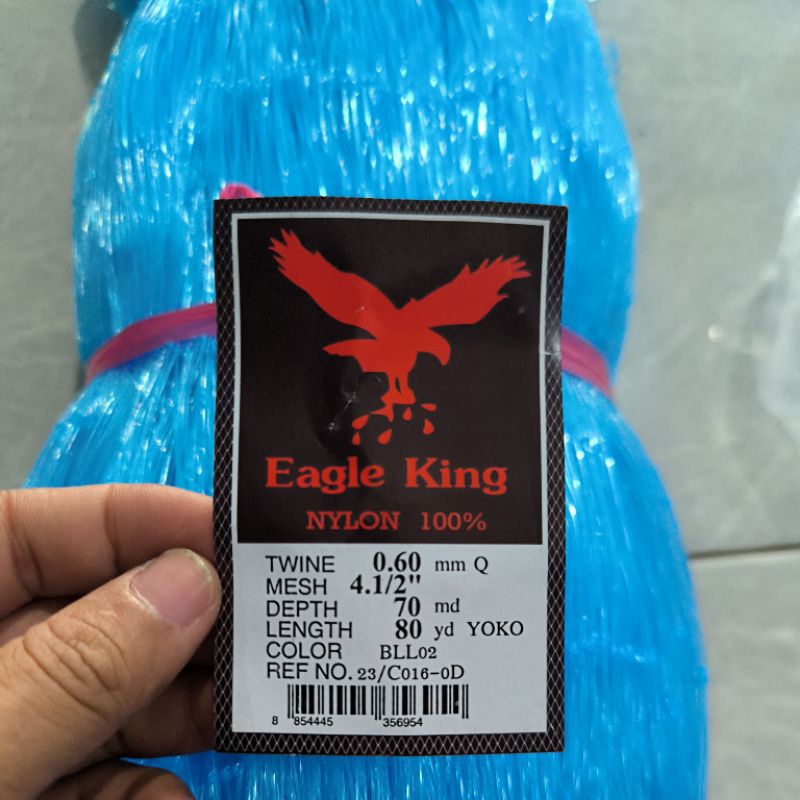 Eagle King
NYLON 100%
TWINE 0.60 mm Q
MESH 4.1/2"
DEPTH 70 md
LENGTH 80 yd YOKO
COLOR BLL02
REF NO. 23/C016-0D
8 854445 356954